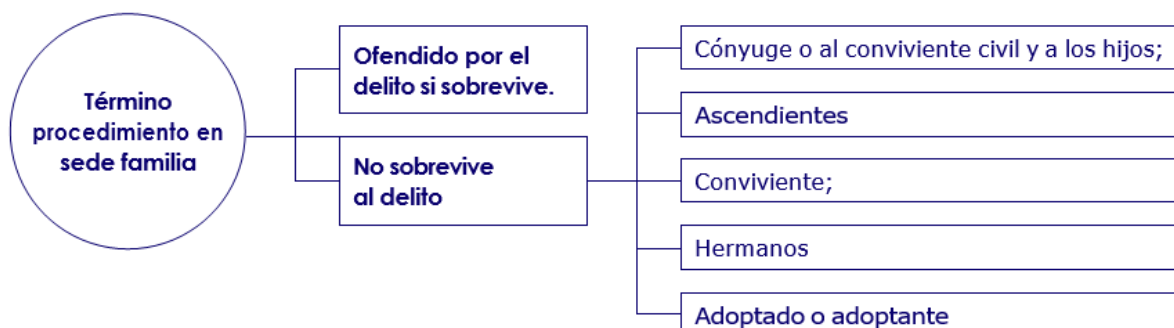 Término
procedimiento en
sede familia
Ofendido por el
delito si sobrevive.
No sobrevive
al delito
Cónyuge o al conviviente civil y a los hijos;
Ascendientes
Conviviente;
Hermanos
Adoptado o adoptante